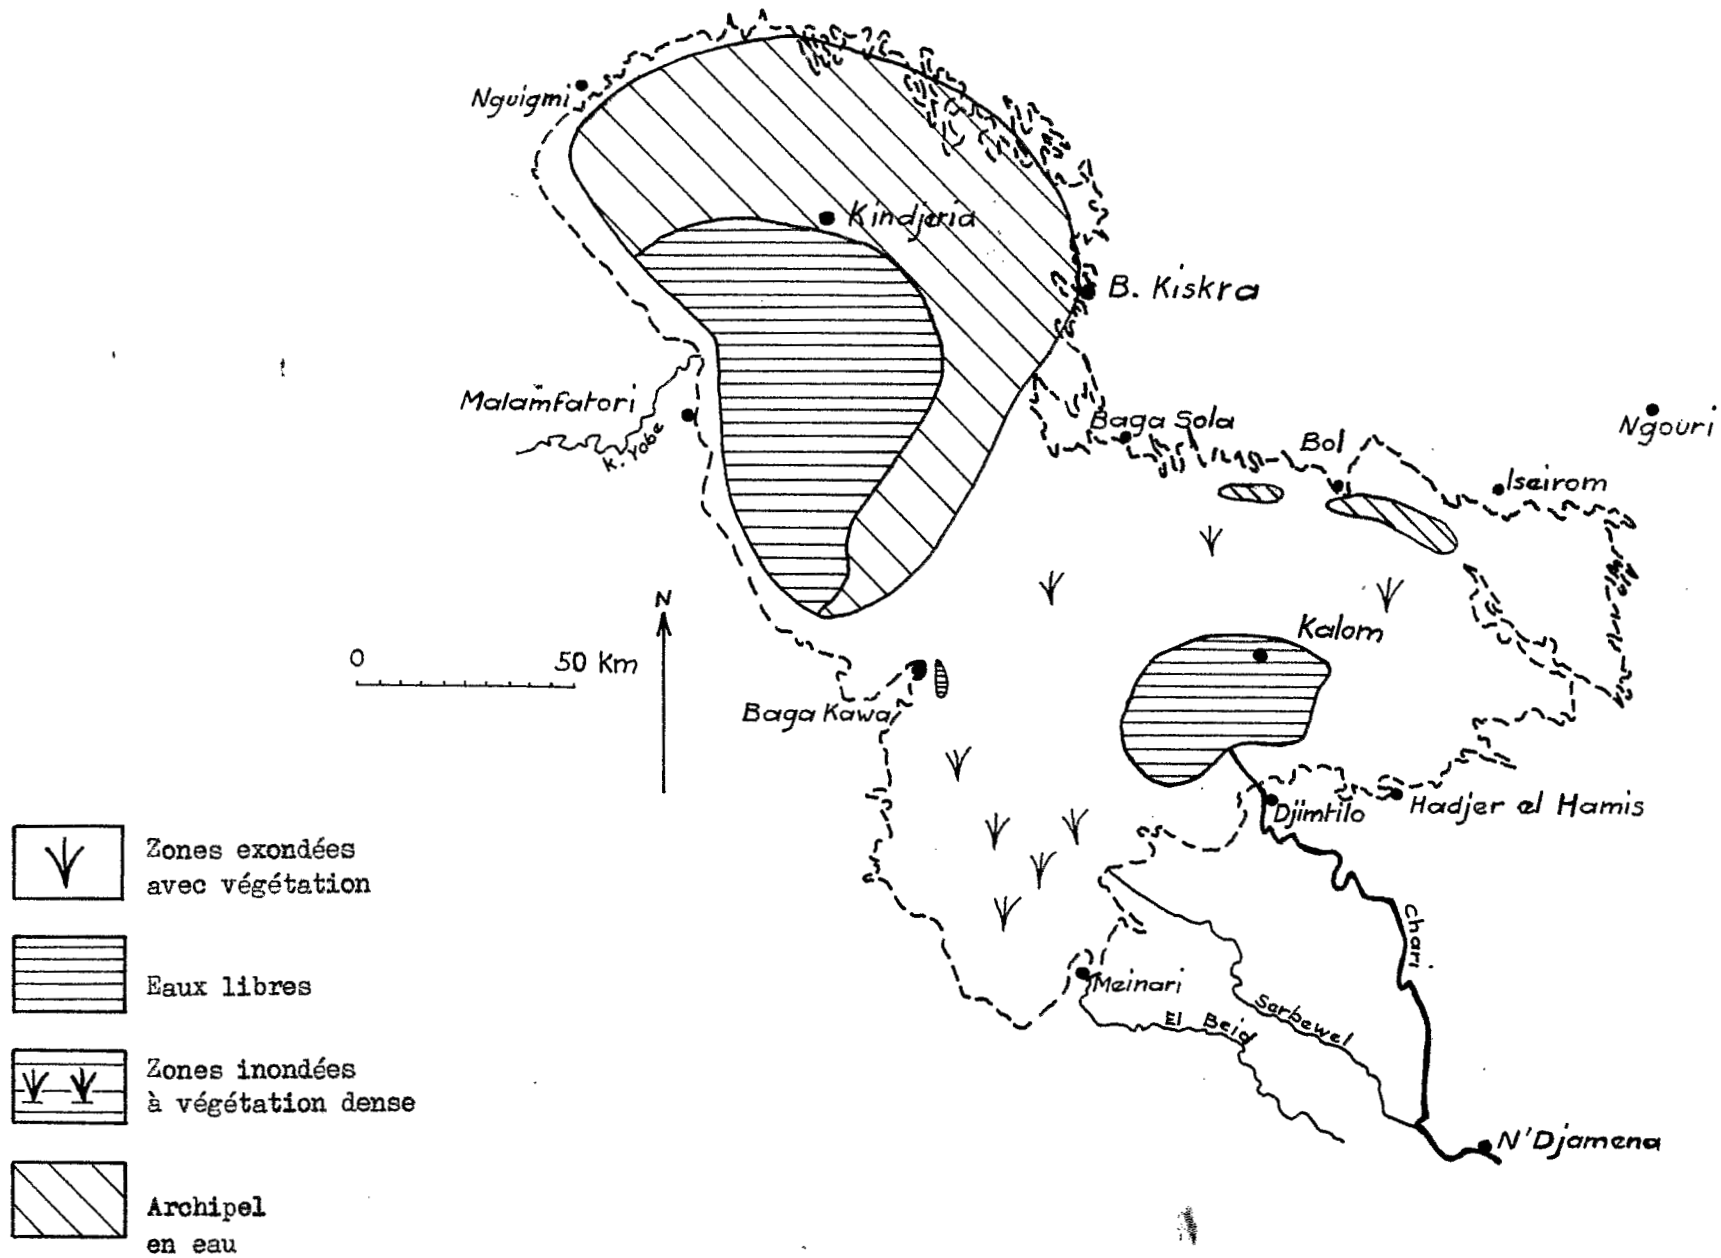 Nguigmi
Kindjeria
B. Kiskra
Malamfatori
K. Yobe
Baga Sola
Bol
Ngouri
Iseirom
N
Kalom
0 50 Km
Baga Kawa
Djimtilo
Hadjer el Hamis
Zones exondées
avec végétation
Chari
Eaux libres
Meinari
Serbewel
El Beid
Zones inondées
à végétation dense
N'Djamena
Archipel
en eau